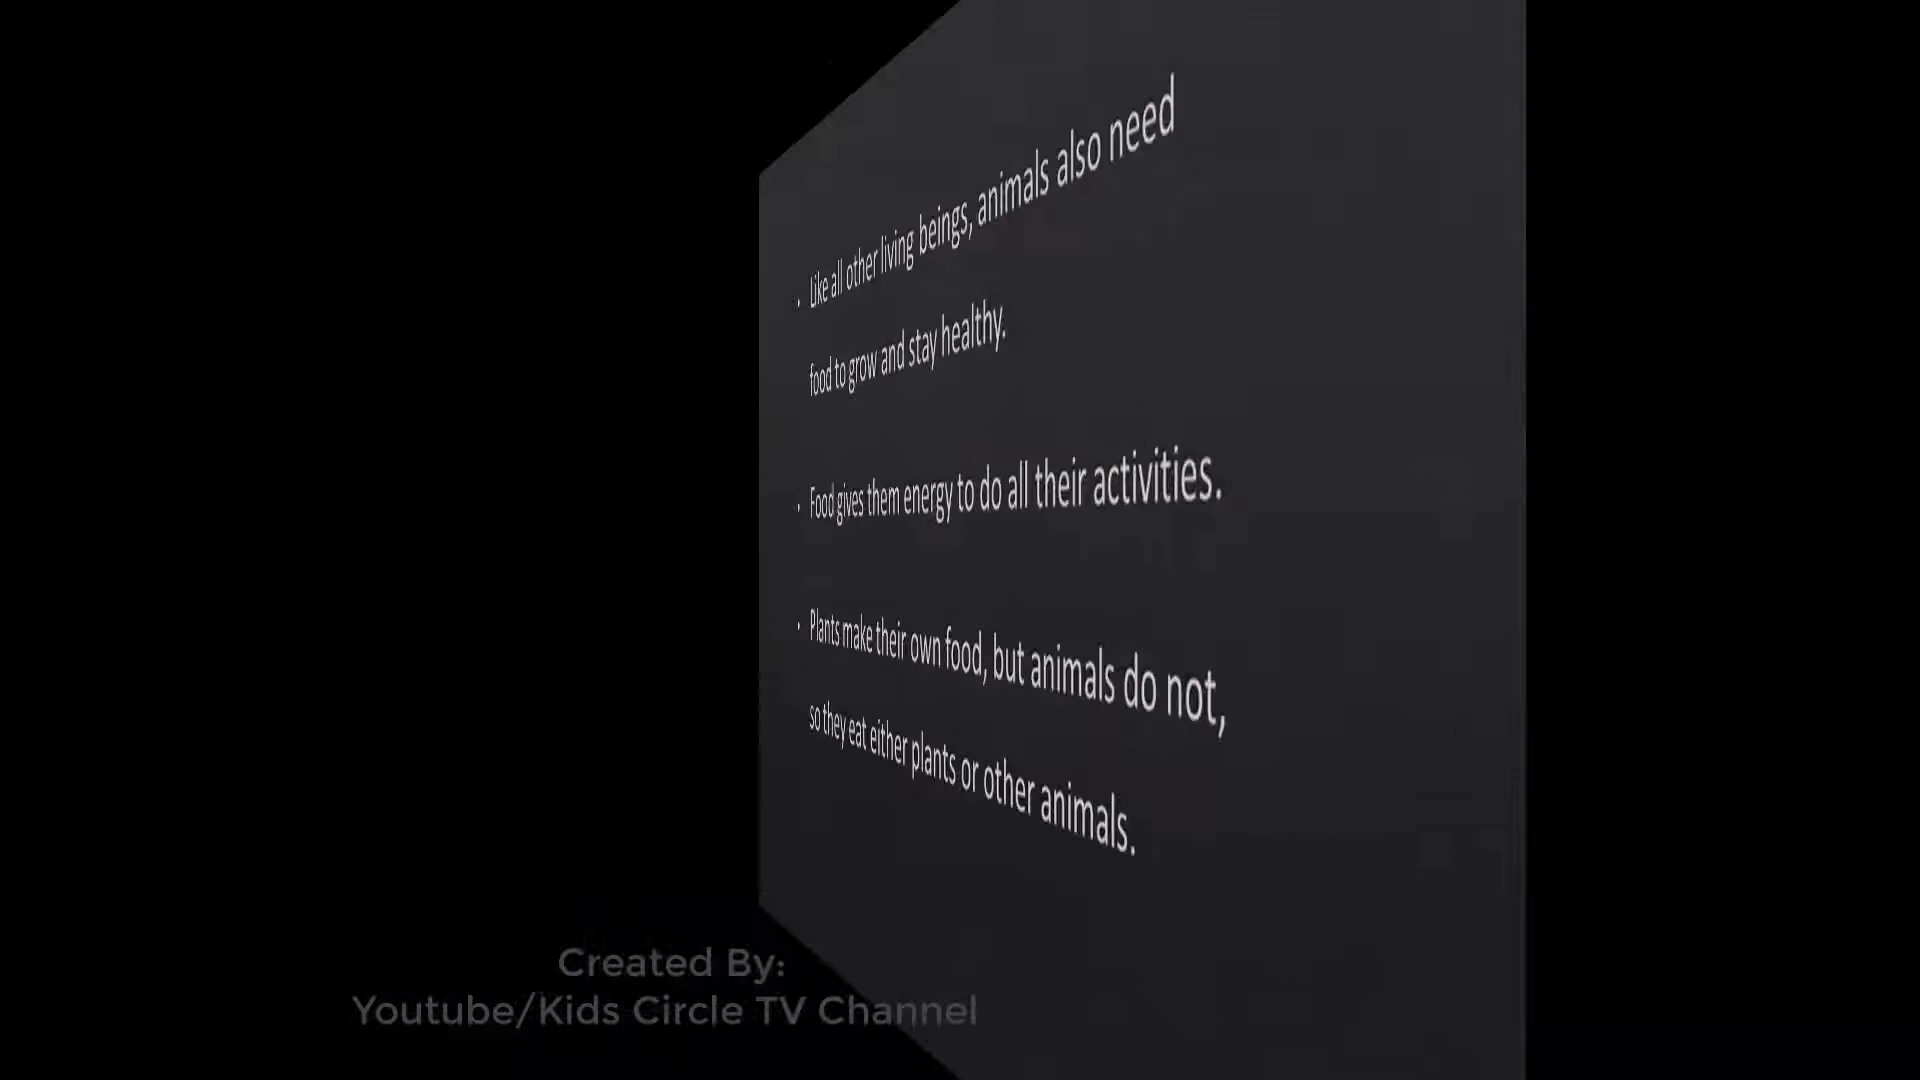 • Like all other living beings, animals also need
food to grow and stay healthy.
• Food gives them energy to do all their activities.
• Plants make their own food, but animals do not,
so they eat either plants or other animals.
Created By:
Youtube/Kids Circle TV Channel